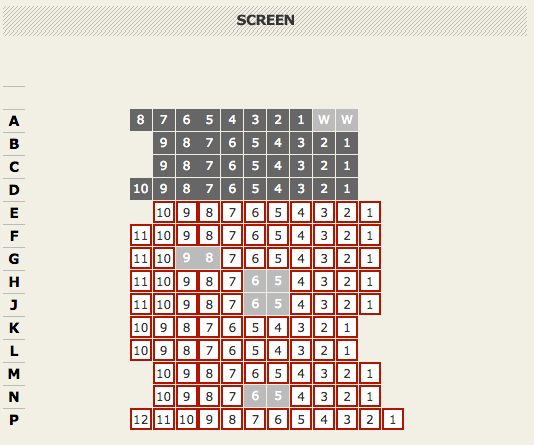 SCREEN
A 8 7 6 5 4 3 2 1 W W
B 9 8 7 6 5 4 3 2 1
C 9 8 7 6 5 4 3 2 1
D 10 9 8 7 6 5 4 3 2 1
E 10 9 8 7 6 5 4 3 2 1
F 11 10 9 8 7 6 5 4 3 2 1
G 11 10 9 8 7 6 5 4 3 2 1
H 11 10 9 8 7 6 5 4 3 2 1
J 11 10 9 8 7 6 5 4 3 2 1
K 10 9 8 7 6 5 4 3 2 1
L 10 9 8 7 6 5 4 3 2 1
M 10 9 8 7 6 5 4 3 2 1
N 10 9 8 7 6 5 4 3 2 1
P 12 11 10 9 8 7 6 5 4 3 2 1